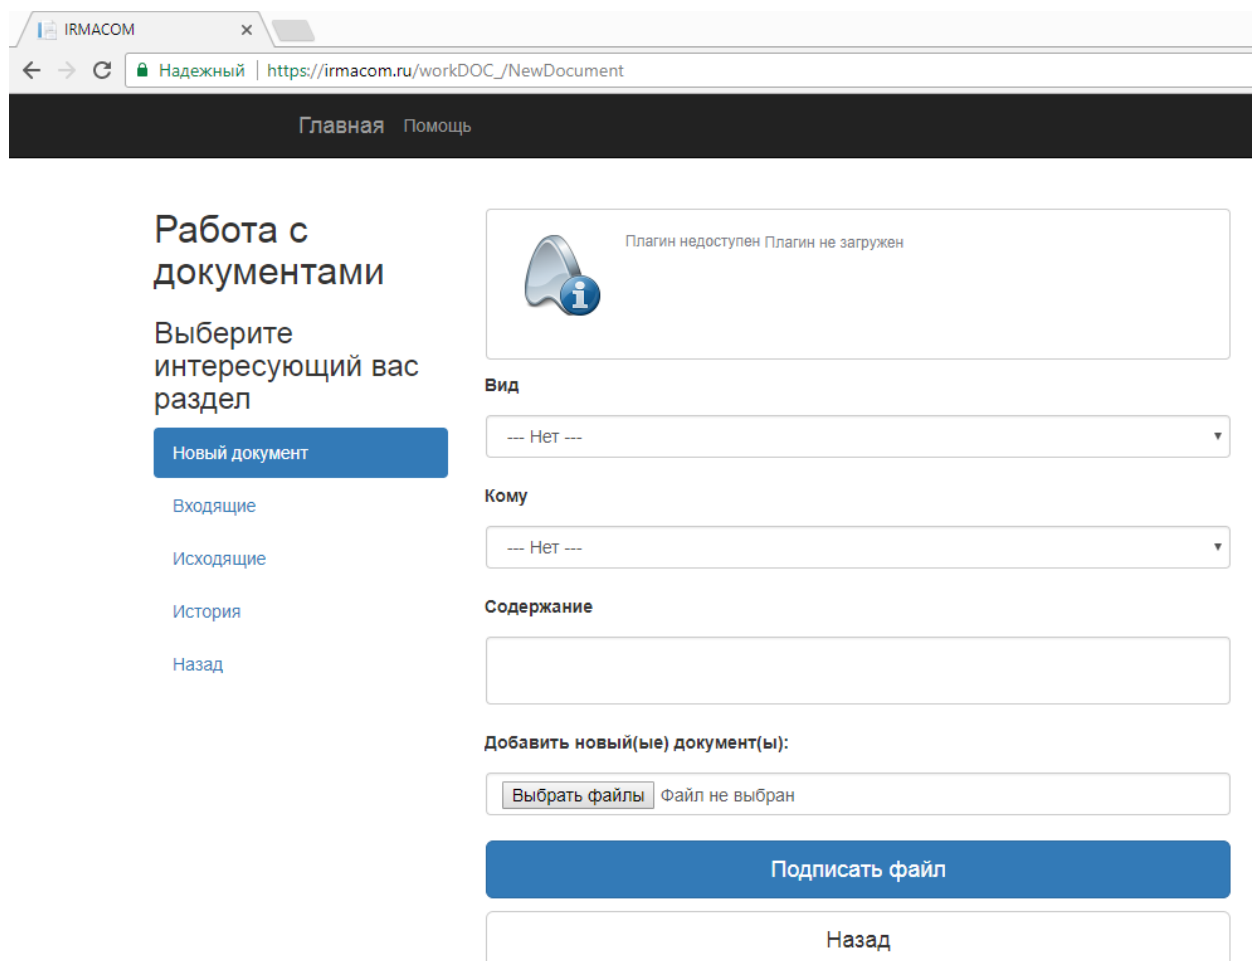 IRMACOM
Надежный | https://irmacom.ru/workDOC_/NewDocument
Главная Помощь
Работа с
документами
Выберите
интересующий вас
раздел
Новый документ
Входящие
Исходящие
История
Назад
Плагин недоступен Плагин не загружен
Вид
--- Нет ---
Кому
--- Нет ---
Содержание
Добавить новый(ые) документ(ы):
Выбрать файлы Файл не выбран
Подписать файл
Назад